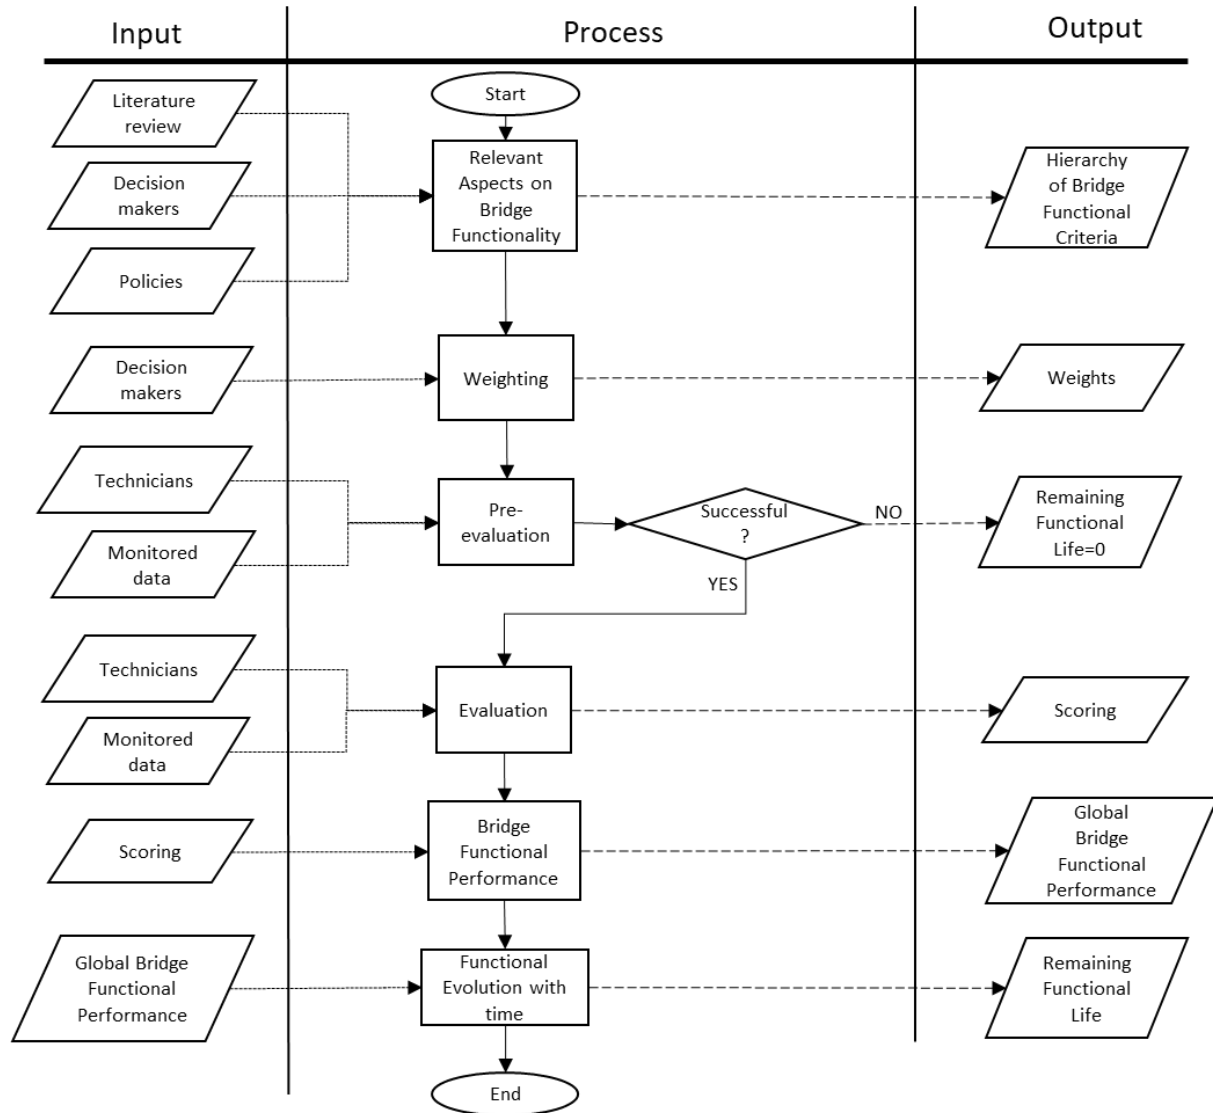 Input
Process
Output
Start
Literature
review
Relevant
Aspects on
Bridge
Functionality
Hierarchy
of Bridge
Functional
Criteria
Decision
makers
Policies
Decision
makers
Weighting
Weights
Technicians
Pre-
evaluation
Successful
?
NO
Remaining
Functional
Life=0
Monitored
data
YES
Technicians
Evaluation
Scoring
Monitored
data
Scoring
Bridge
Functional
Performance
Global
Bridge
Functional
Performance
Global Bridge
Functional
Performance
Functional
Evolution with
time
Remaining
Functional
Life
End